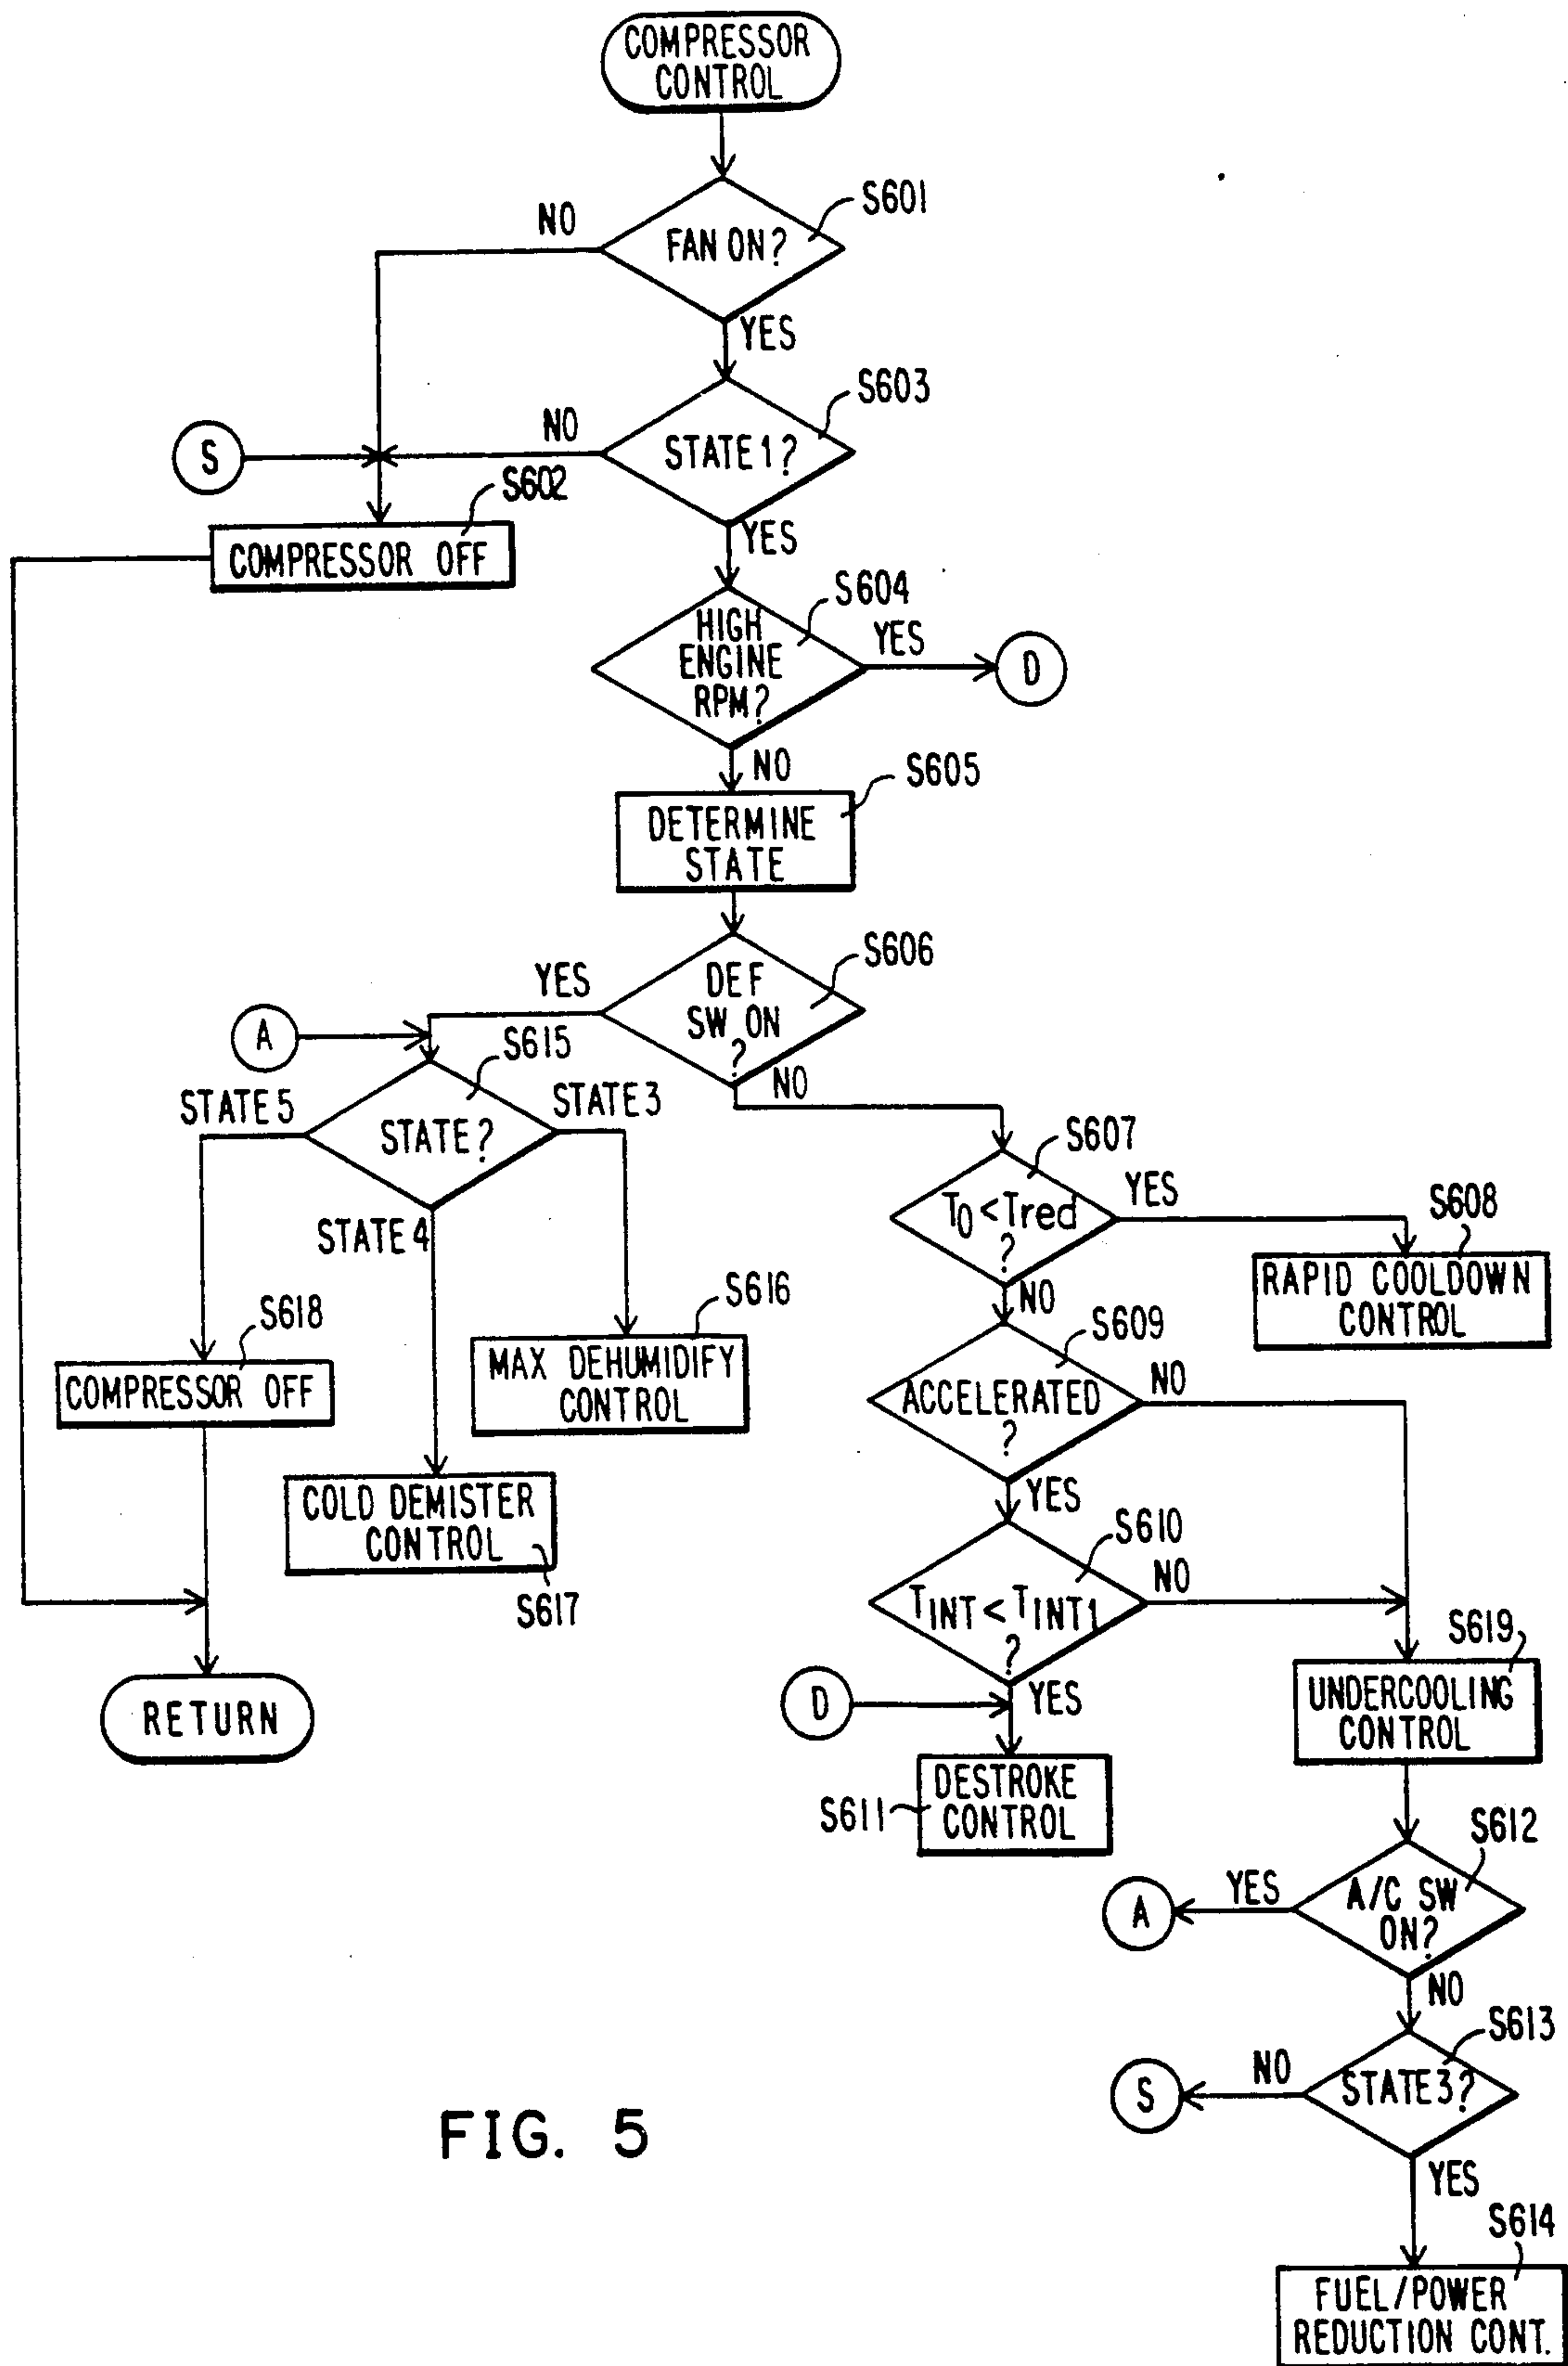 COMPRESSOR
CONTROL
S601
NO
FAN ON?
YES
S603
NO
STATE 1?
S
S602
YES
COMPRESSOR OFF
S604
HIGH
ENGINE
RPM?
YES
D
NO
S605
DETERMINE
STATE
S606
YES
DEF
SW ON
?
A
S615
NO
STATE 5
STATE 3
STATE?
S607
STATE 4
T0 < Tred
?
YES
S608
RAPID COOLDOWN
CONTROL
NO
S618
S616
S609
COMPRESSOR OFF
MAX DEHUMIDIFY
CONTROL
ACCELERATED
?
NO
YES
COLD DEMISTER
CONTROL
S617
S610
TINT < TINT1
?
NO
S619
D
YES
RETURN
UNDERCOOLING
CONTROL
S611
DESTROKE
CONTROL
S612
A
YES
A/C SW
ON?
NO
S613
S
NO
STATE 3?
FIG. 5
YES
S614
FUEL/POWER
REDUCTION CONT.